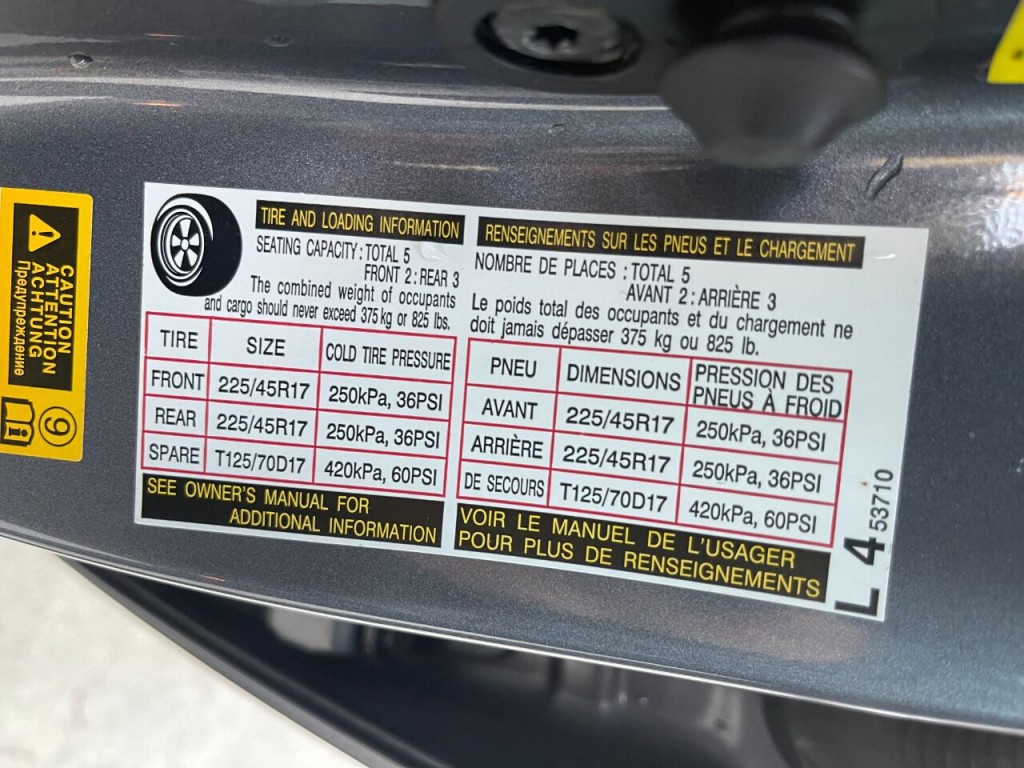 CAUTION
ATTENTION
ACHTUNG
Предупреждение
9
TIRE AND LOADING INFORMATION
SEATING CAPACITY: TOTAL 5
FRONT 2: REAR 3
The combined weight of occupants
and cargo should never exceed 375 kg or 825 lbs.
TIRE SIZE COLD TIRE PRESSURE
FRONT 225/45R17 250kPa, 36PSI
REAR 225/45R17 250kPa, 36PSI
SPARE T125/70D17 420kPa, 60PSI
SEE OWNER'S MANUAL FOR
ADDITIONAL INFORMATION
RENSEIGNEMENTS SUR LES PNEUS ET LE CHARGEMENT
NOMBRE DE PLACES : TOTAL 5
AVANT 2: ARRIÈRE 3
Le poids total des occupants et du chargement ne
doit jamais dépasser 375 kg ou 825 lb.
PNEU DIMENSIONS PRESSION DES
PNEUS À FROID
AVANT 225/45R17 250kPa, 36PSI
ARRIÈRE 225/45R17 250kPa, 36PSI
DE SECOURS T125/70D17 420kPa, 60PSI
VOIR LE MANUEL DE L'USAGER
POUR PLUS DE RENSEIGNEMENTS
L 4 53710